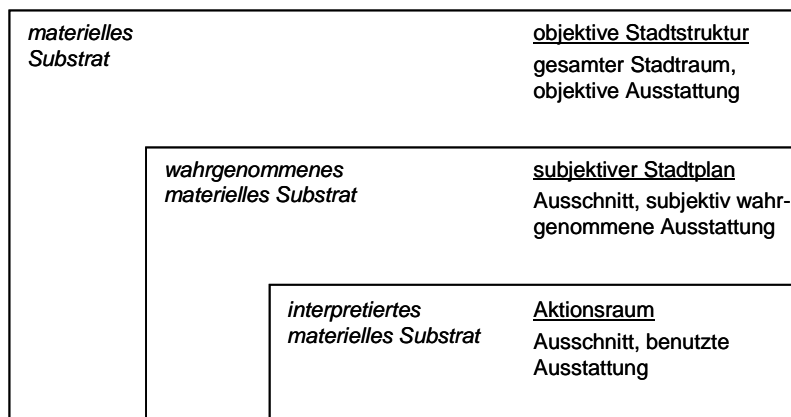 materielles
Substrat
objektive Stadtstruktur
gesamter Stadtraum,
objektive Ausstattung
wahrgenommenes
materielles Substrat
subjektiver Stadtplan
Ausschnitt, subjektiv wahr-
genommene Ausstattung
interpretiertes
materielles Substrat
Aktionsraum
Ausschnitt, benutzte
Ausstattung